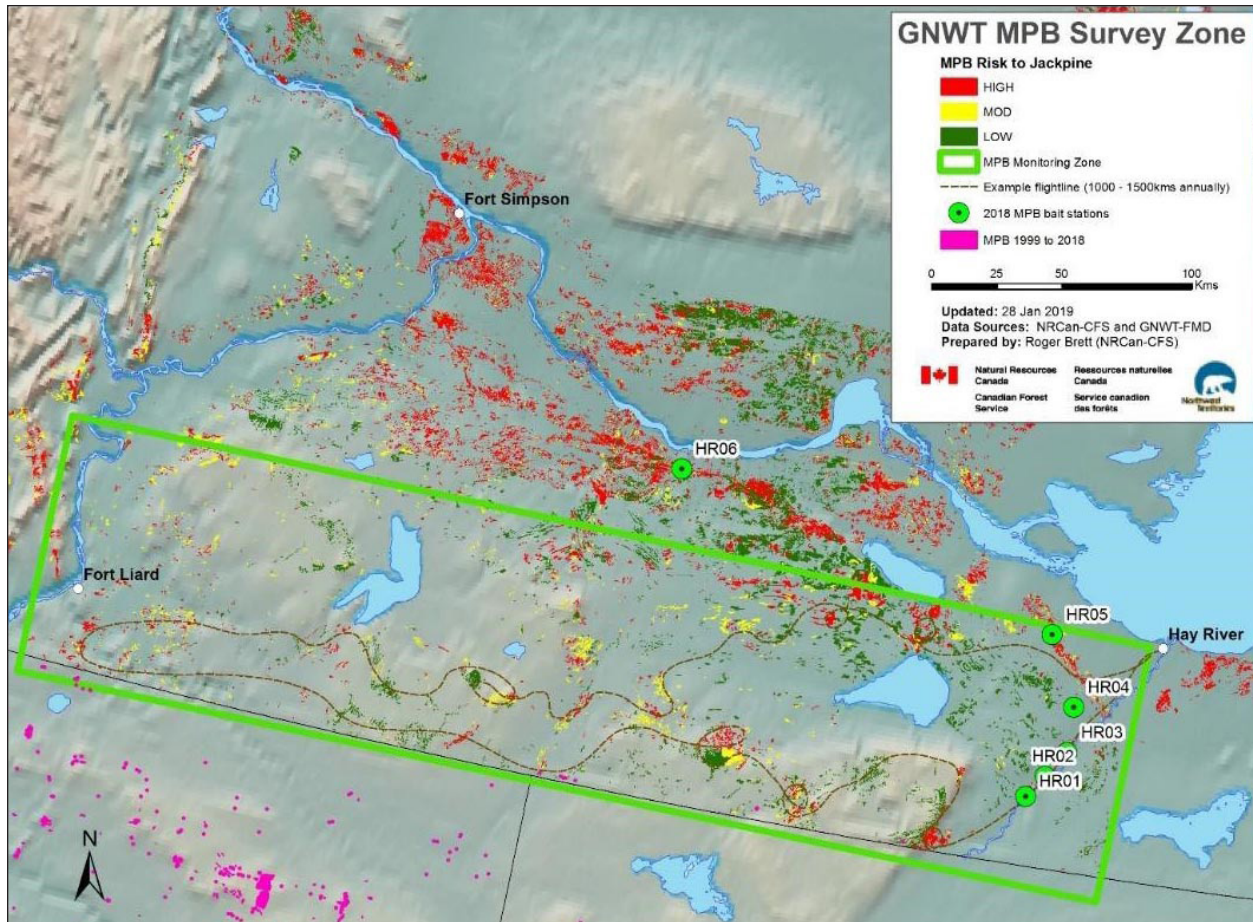 GNWT MPB Survey Zone
MPB Risk to Jackpine
HIGH
MOD
LOW
MPB Monitoring Zone
Example flightline (1000 - 1500kms annually)
2018 MPB bait stations
MPB 1999 to 2018
0 25 50 100
Kms
Updated: 28 Jan 2019
Data Sources: NRCan-CFS and GNWT-FMD
Prepared by: Roger Brett (NRCan-CFS)
Natural Resources Ressources naturelles
Canada Canada
Canadian Forest Service canadien
Service des forêts
Northwest
Territories
Fort Simpson
HR06
Fort Liard
HR05
Hay River
HR04
HR03
HR02
HR01
N